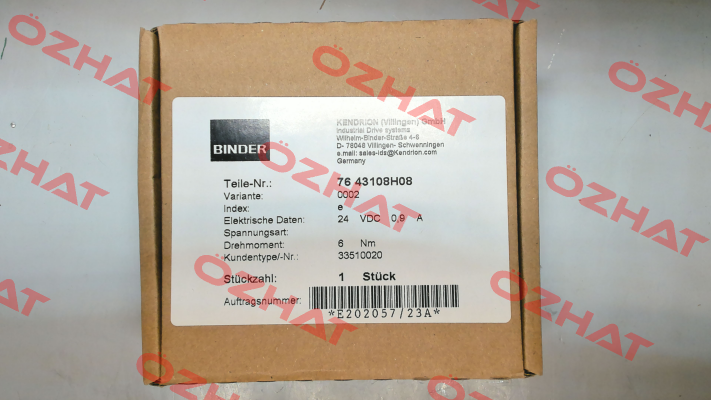 BINDER
KENDRION (Villingen) GmbH
Industrial Drive systems
Wilhelm-Binder-Straße 4-6
D- 78048 Villingen- Schwenningen
e.mail: sales-ids@Kendrion.com
Germany
Teile-Nr.: 76 43108H08
Variante: 0002
Index: e
Elektrische Daten: 24 VDC 0,9 A
Spannungsart:
Drehmoment: 6 Nm
Kundentype/-Nr.: 33510020
Stückzahl: 1 Stück
Auftragsnummer:
*E202057/23A*
ÖZHAT
ÖZHAT
ÖZHAT
ÖZHAT
ÖZHAT
ÖZHAT
ÖZHAT
ÖZHAT